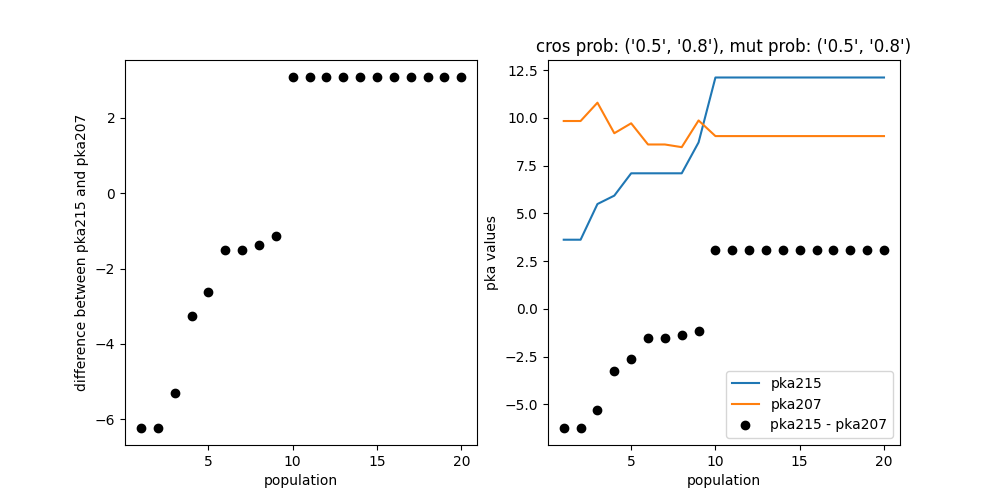 cros prob: ('0.5', '0.8'), mut prob: ('0.5', '0.8')
difference between pka215 and pka207
2
0
−2
−4
−6
5
10
15
20
population
pka values
12.5
10.0
7.5
5.0
2.5
0.0
−2.5
−5.0
pka215
pka207
pka215 - pka207
5
10
15
20
population